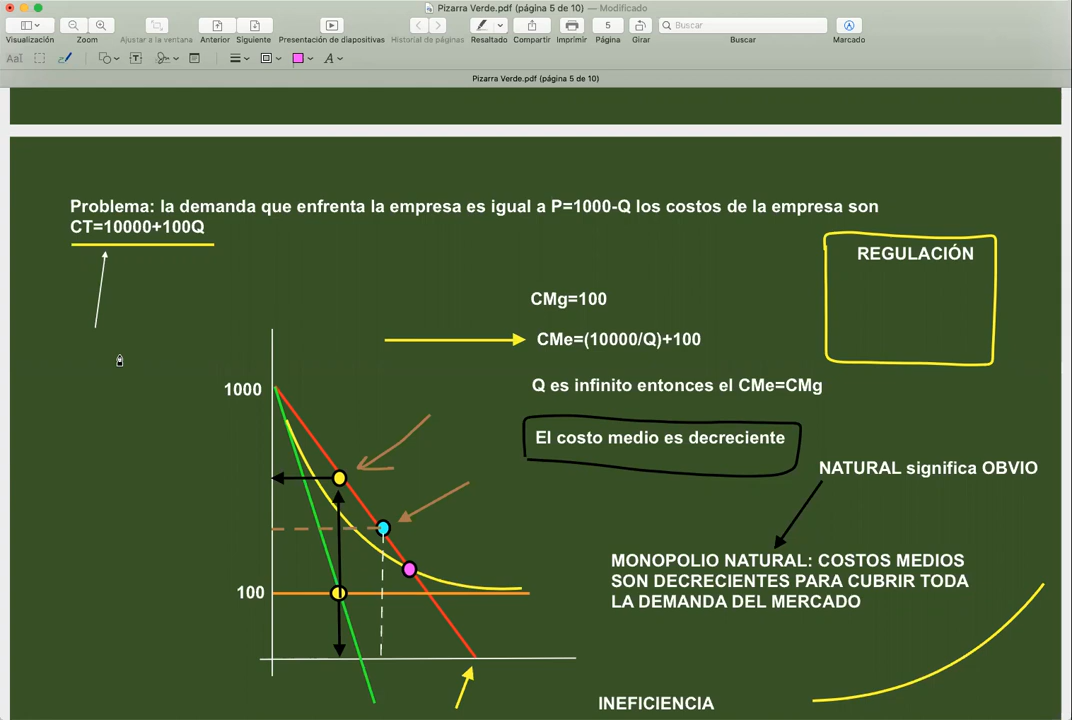 Pizarra Verde.pdf (página 5 de 10) — Modificado
Visualización Zoom Ajustar a la ventana Anterior Siguiente Presentación de diapositivas Historial de páginas Resaltado Compartir Imprimir 5 Página Girar Buscar Buscar Marcado
AaI T A
Pizarra Verde.pdf (página 5 de 10)
Problema: la demanda que enfrenta la empresa es igual a P=1000-Q los costos de la empresa son
CT=10000+100Q
REGULACIÓN
CMg=100
CMe=(10000/Q)+100
1000
Q es infinito entonces el CMe=CMg
El costo medio es decreciente
NATURAL significa OBVIO
MONOPOLIO NATURAL: COSTOS MEDIOS
SON DECRECIENTES PARA CUBRIR TODA
LA DEMANDA DEL MERCADO
100
INEFICIENCIA